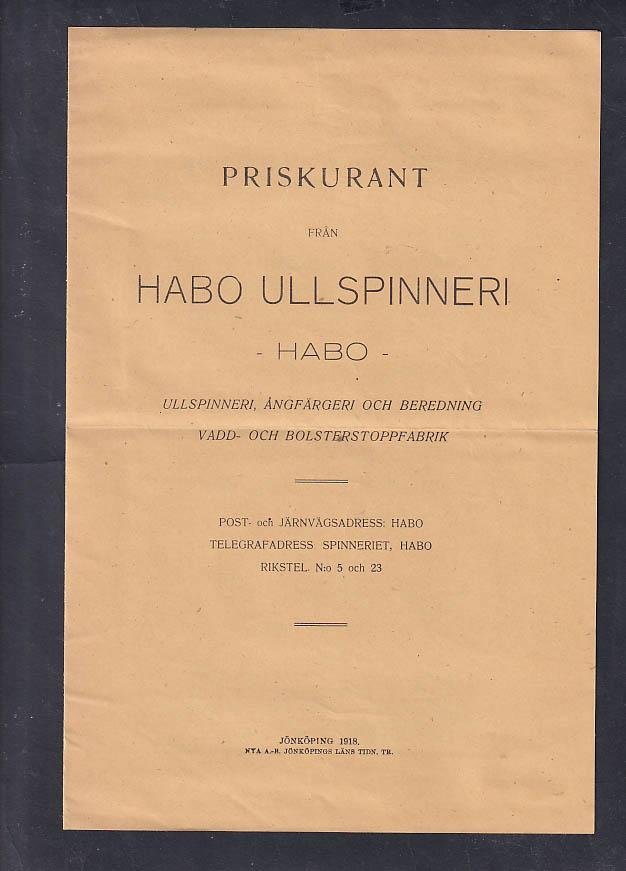 PRISKURANT
FRÅN
HABO ULLSPINNERI
- HABO -
ULLSPINNERI, ÅNGFÄRGERI OCH BEREDNING
VADD- OCH BOLSTERSTOPPFABRIK
POST- och JÄRNVÄGSADRESS: HABO
TELEGRAFADRESS SPINNERIET, HABO
RIKSTEL. N:o 5 och 23
JÖNKÖPING 1918.
NYA A.-B. JÖNKÖPINGS LÄNS TIDN. TR.